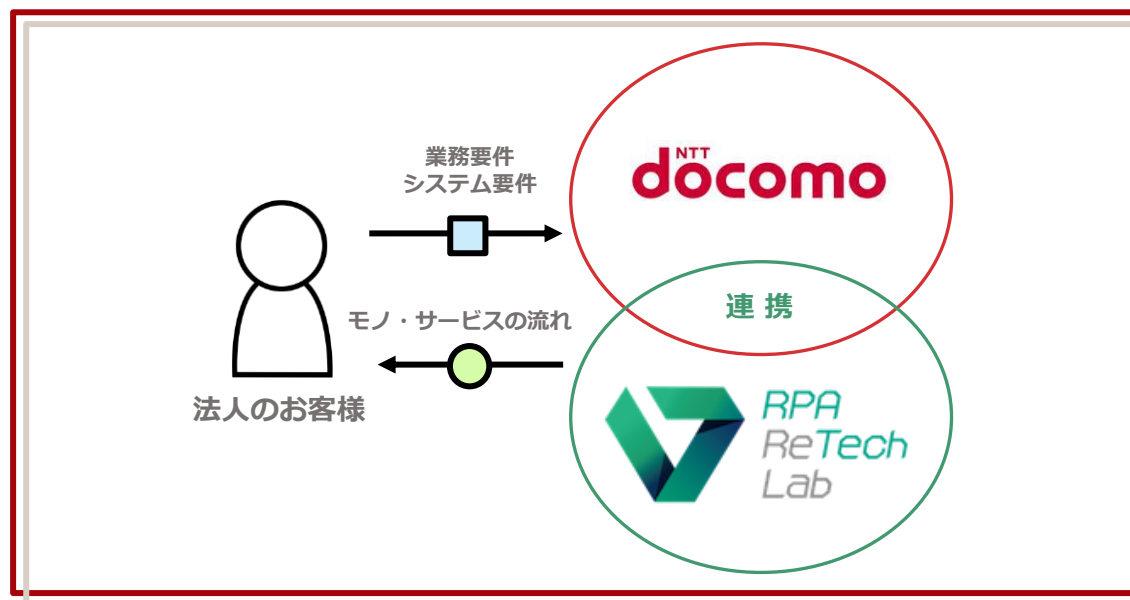 業務要件
システム要件
モノ・サービスの流れ
法人のお客様
NTT
döcomo
連携
RPA
ReTech
Lab